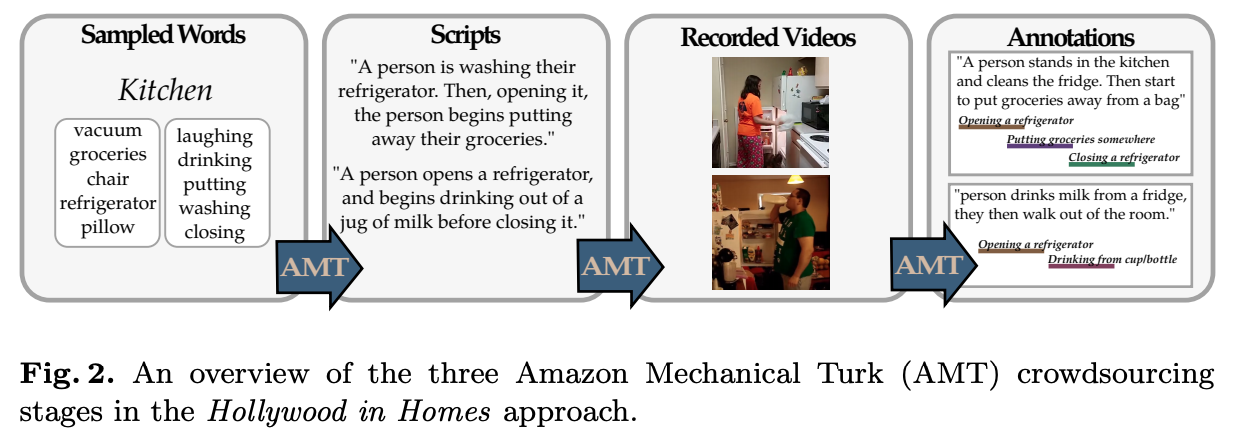 Sampled Words
Kitchen
vacuum
groceries
chair
refrigerator
pillow
laughing
drinking
putting
washing
closing
AMT
Scripts
"A person is washing their
refrigerator. Then, opening it,
the person begins putting
away their groceries."
"A person opens a refrigerator,
and begins drinking out of a
jug of milk before closing it."
AMT
Recorded Videos
AMT
Annotations
"A person stands in the kitchen
and cleans the fridge. Then start
to put groceries away from a bag"
Opening a refrigerator
Putting groceries somewhere
Closing a refrigerator
"person drinks milk from a fridge,
they then walk out of the room."
Opening a refrigerator
Drinking from cup/bottle
Fig. 2. An overview of the three Amazon Mechanical Turk (AMT) crowdsourcing
stages in the Hollywood in Homes approach.